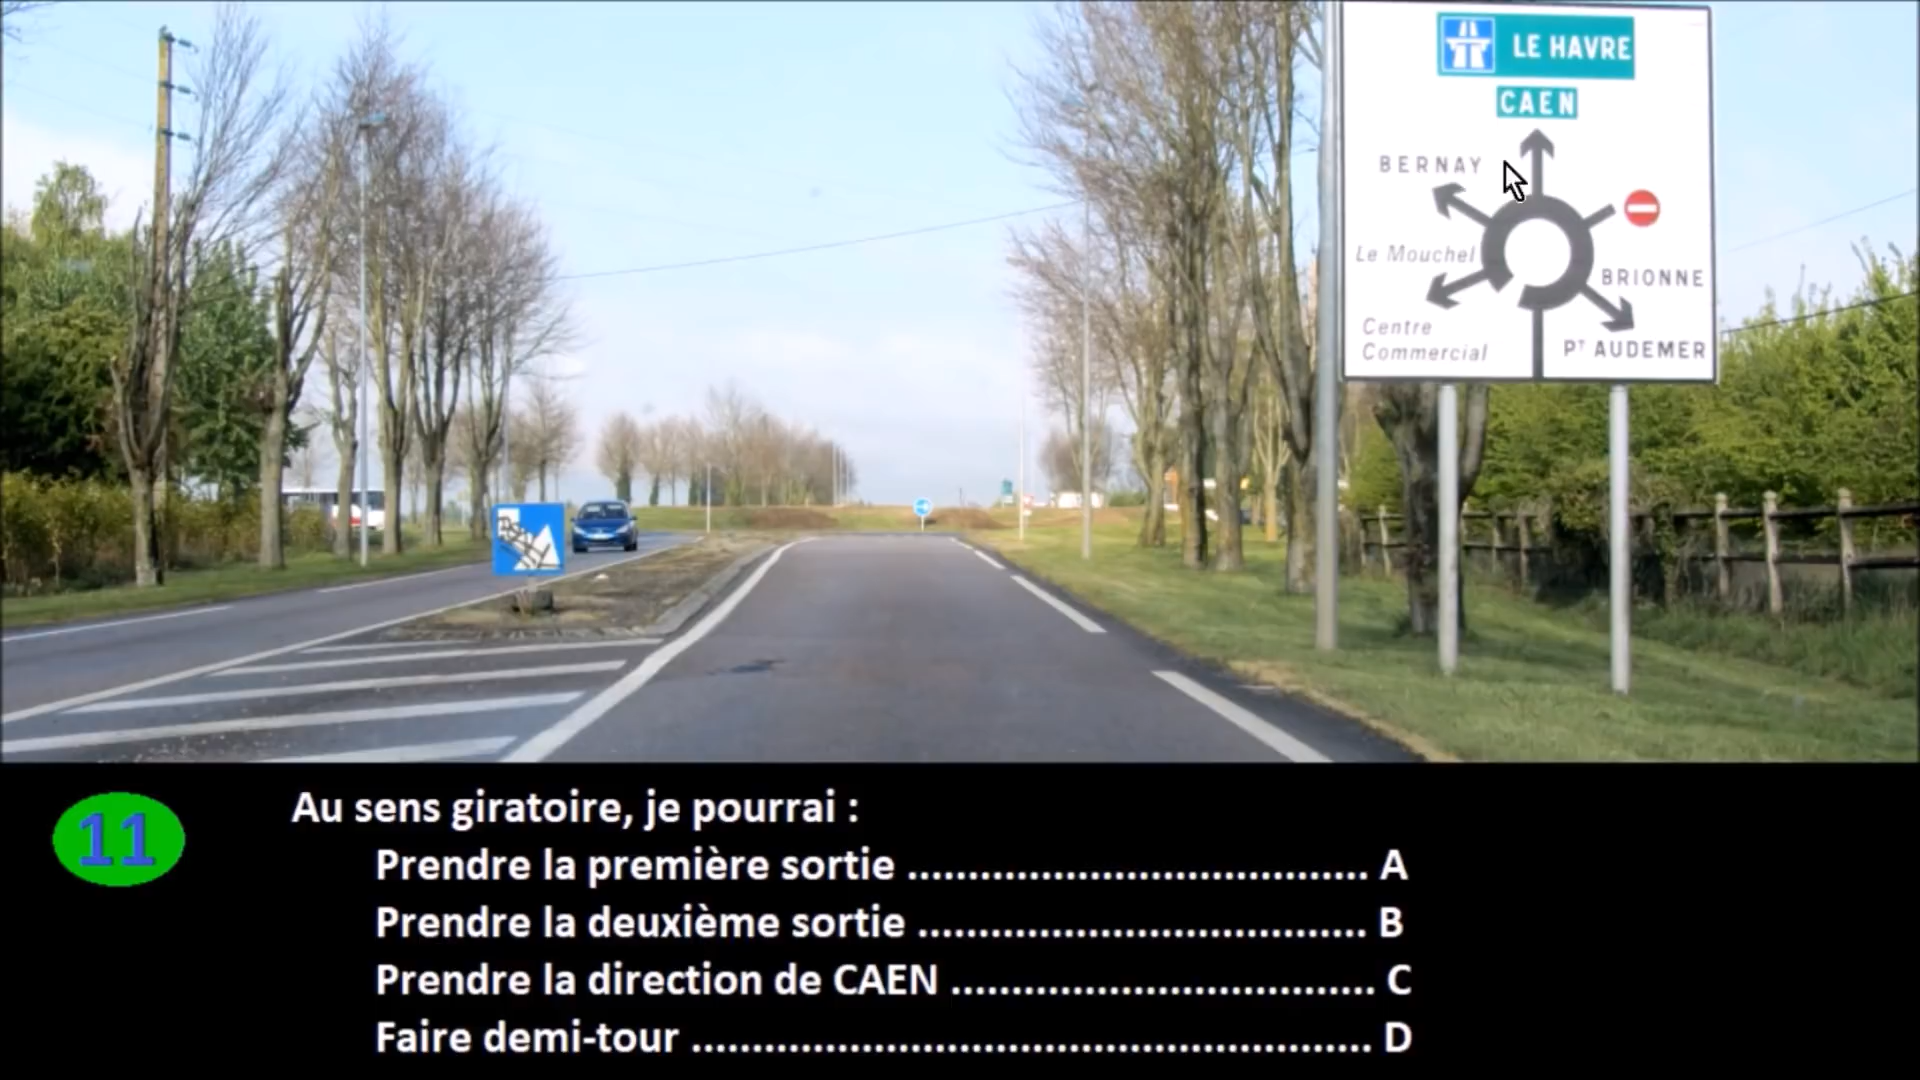 LE HAVRE
CAEN
BERNAY
Le Mouchel
BRIONNE
Centre
Commercial
PT AUDEMER
11
Au sens giratoire, je pourrai :
Prendre la première sortie ...................................... A
Prendre la deuxième sortie ..................................... B
Prendre la direction de CAEN ................................... C
Faire demi-tour ........................................................ D